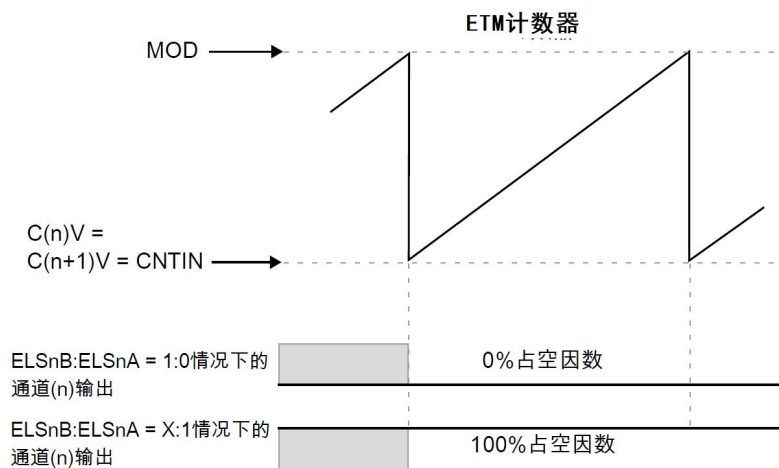 ETM计数器
MOD
C(n)V =
C(n+1)V = CNTIN
ELSnB:ELSnA = 1:0情况下的
通道(n)输出
0%占空因数
ELSnB:ELSnA = X:1情况下的
通道(n)输出
100%占空因数